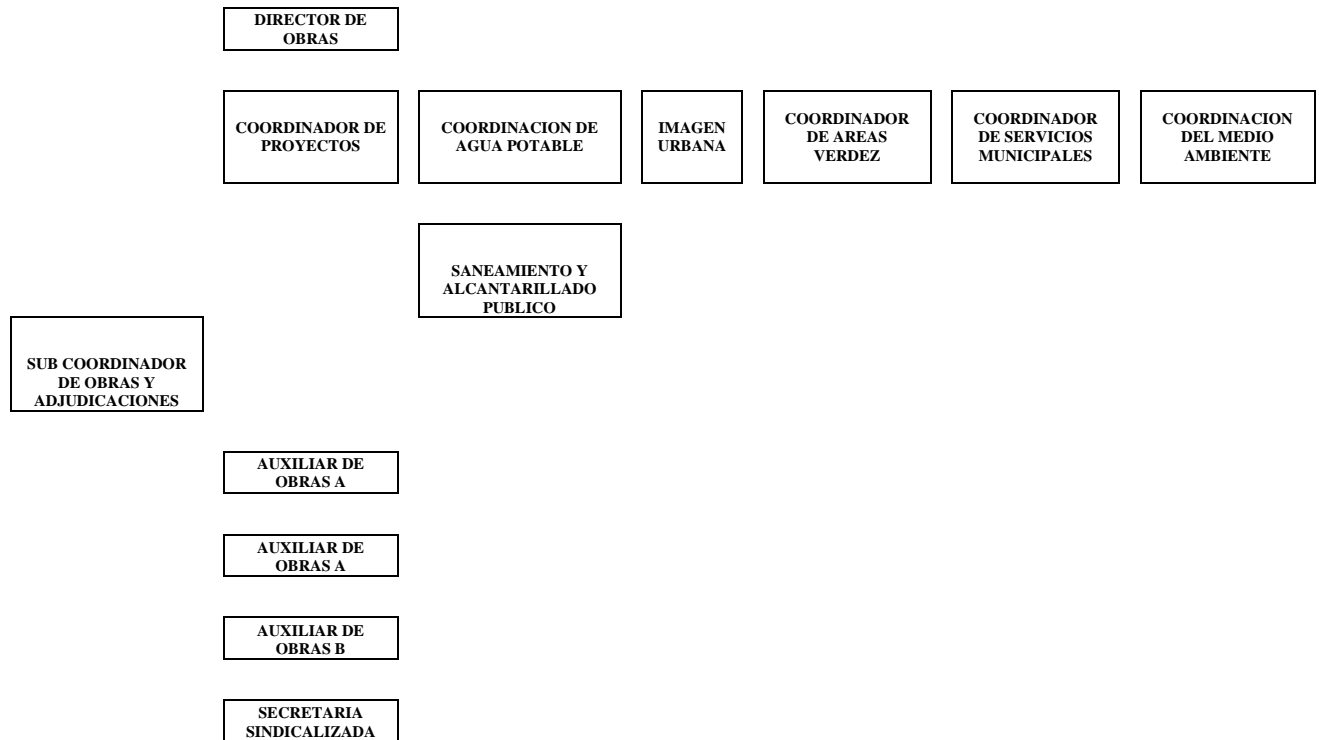 DIRECTOR DE
OBRAS
COORDINADOR DE
PROYECTOS
COORDINACION DE
AGUA POTABLE
IMAGEN
URBANA
COORDINADOR
DE AREAS
VERDEZ
COORDINADOR
DE SERVICIOS
MUNICIPALES
COORDINACION
DEL MEDIO
AMBIENTE
SANEAMIENTO Y
ALCANTARILLADO
PUBLICO
SUB COORDINADOR
DE OBRAS Y
ADJUDICACIONES
AUXILIAR DE
OBRAS A
AUXILIAR DE
OBRAS A
AUXILIAR DE
OBRAS B
SECRETARIA
SINDICALIZADA